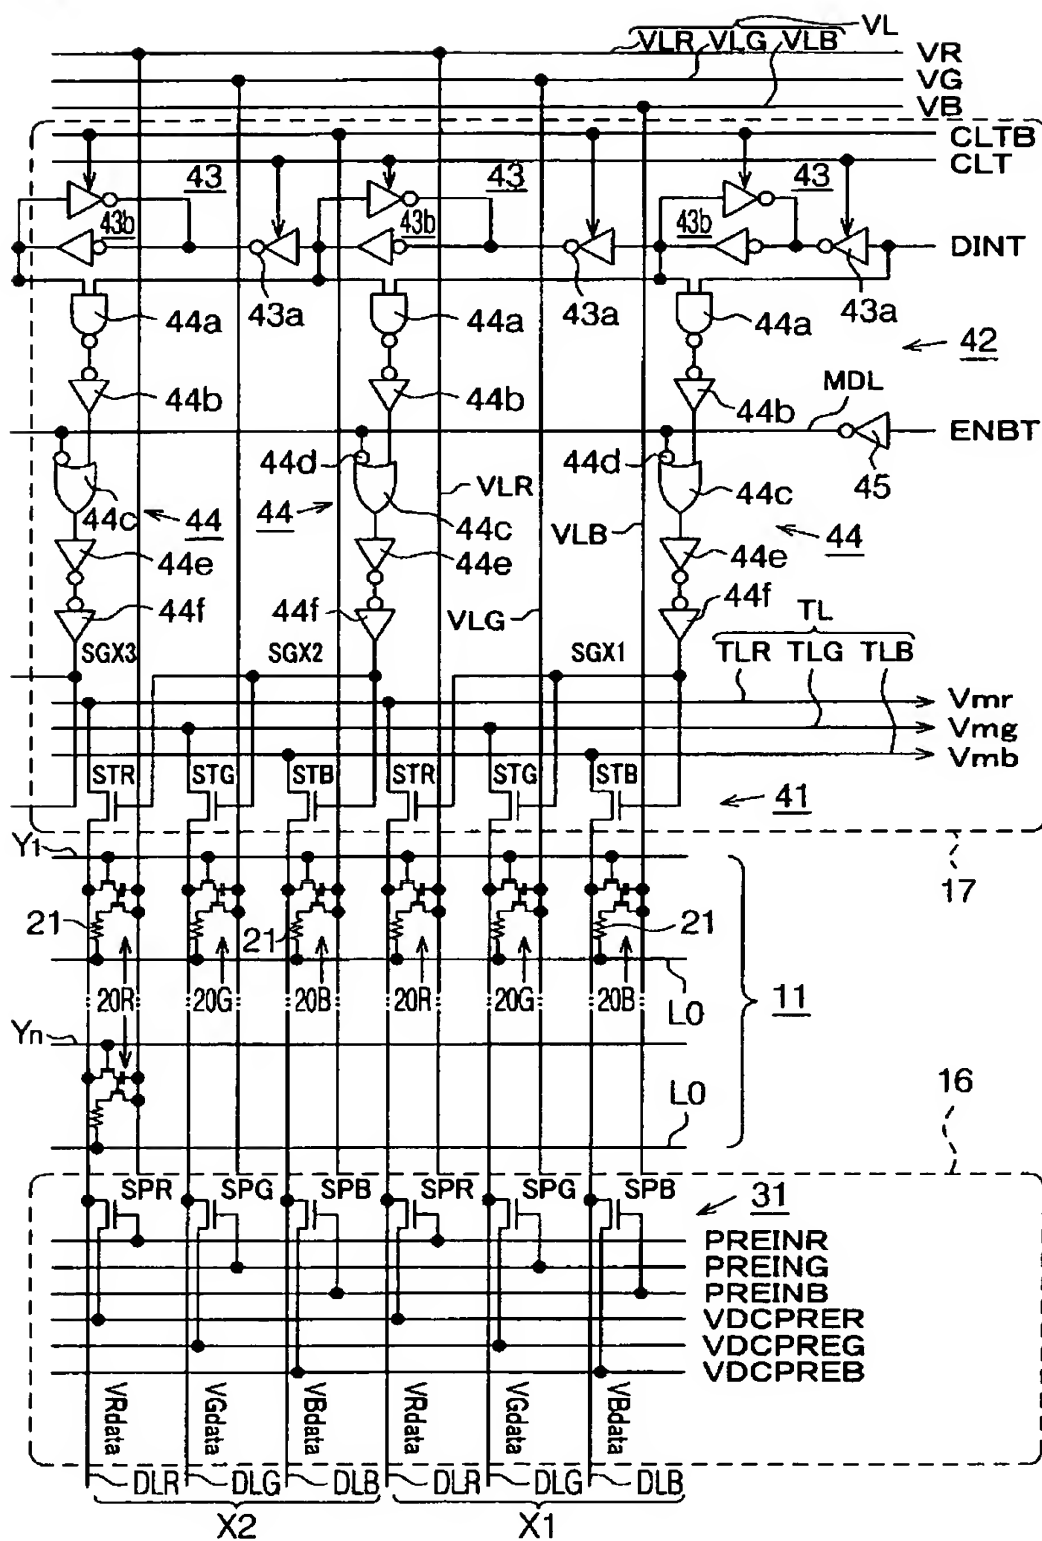 VL
VLR VLG VLB
VR
VG
VB
CLTB
CLT
43 43 43
43b 43b 43b
DINT
44a 43a 44a 43a 44a 43a
42
44b 44b 44b
MDL
ENBT
44d 44d
45
44c 44 44 44c VLR 44c
VLB 44
44e 44e 44e
44f 44f VLG 44f
TL
SGX3 SGX2 SGX1
TLR TLG TLB
Vmr
Vmg
Vmb
STR STG STB STR STG STB
41
Y1
17
21 21 21
20R 20G 20B 20R 20G 20B
LO
11
Yn
LO
16
SPR SPG SPB SPR SPG SPB
31
PREINR
PREING
PREINB
VDCPRER
VDCPREG
VDCPREB
VRdata VGdata VBdata VRdata VGdata VBdata
DLR DLG DLB DLR DLG DLB
X2 X1